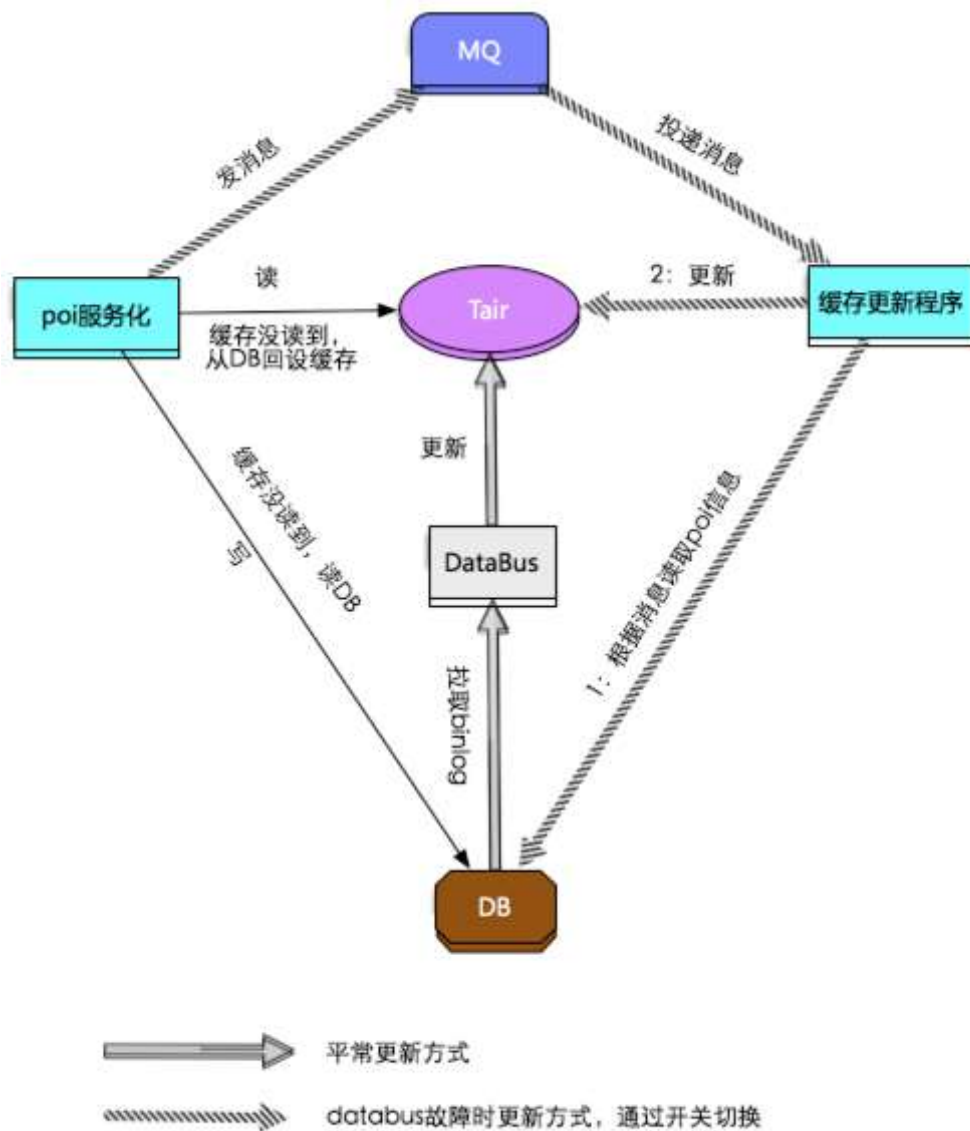 MQ
发消息
投递消息
读
2：更新
poi服务化
Tair
缓存更新程序
缓存没读到，
从DB回设缓存
更新
缓存没读到，读DB
写
DataBus
1：根据消息读取poi信息
拉取binlog
DB
平常更新方式
databus故障时更新方式，通过开关切换